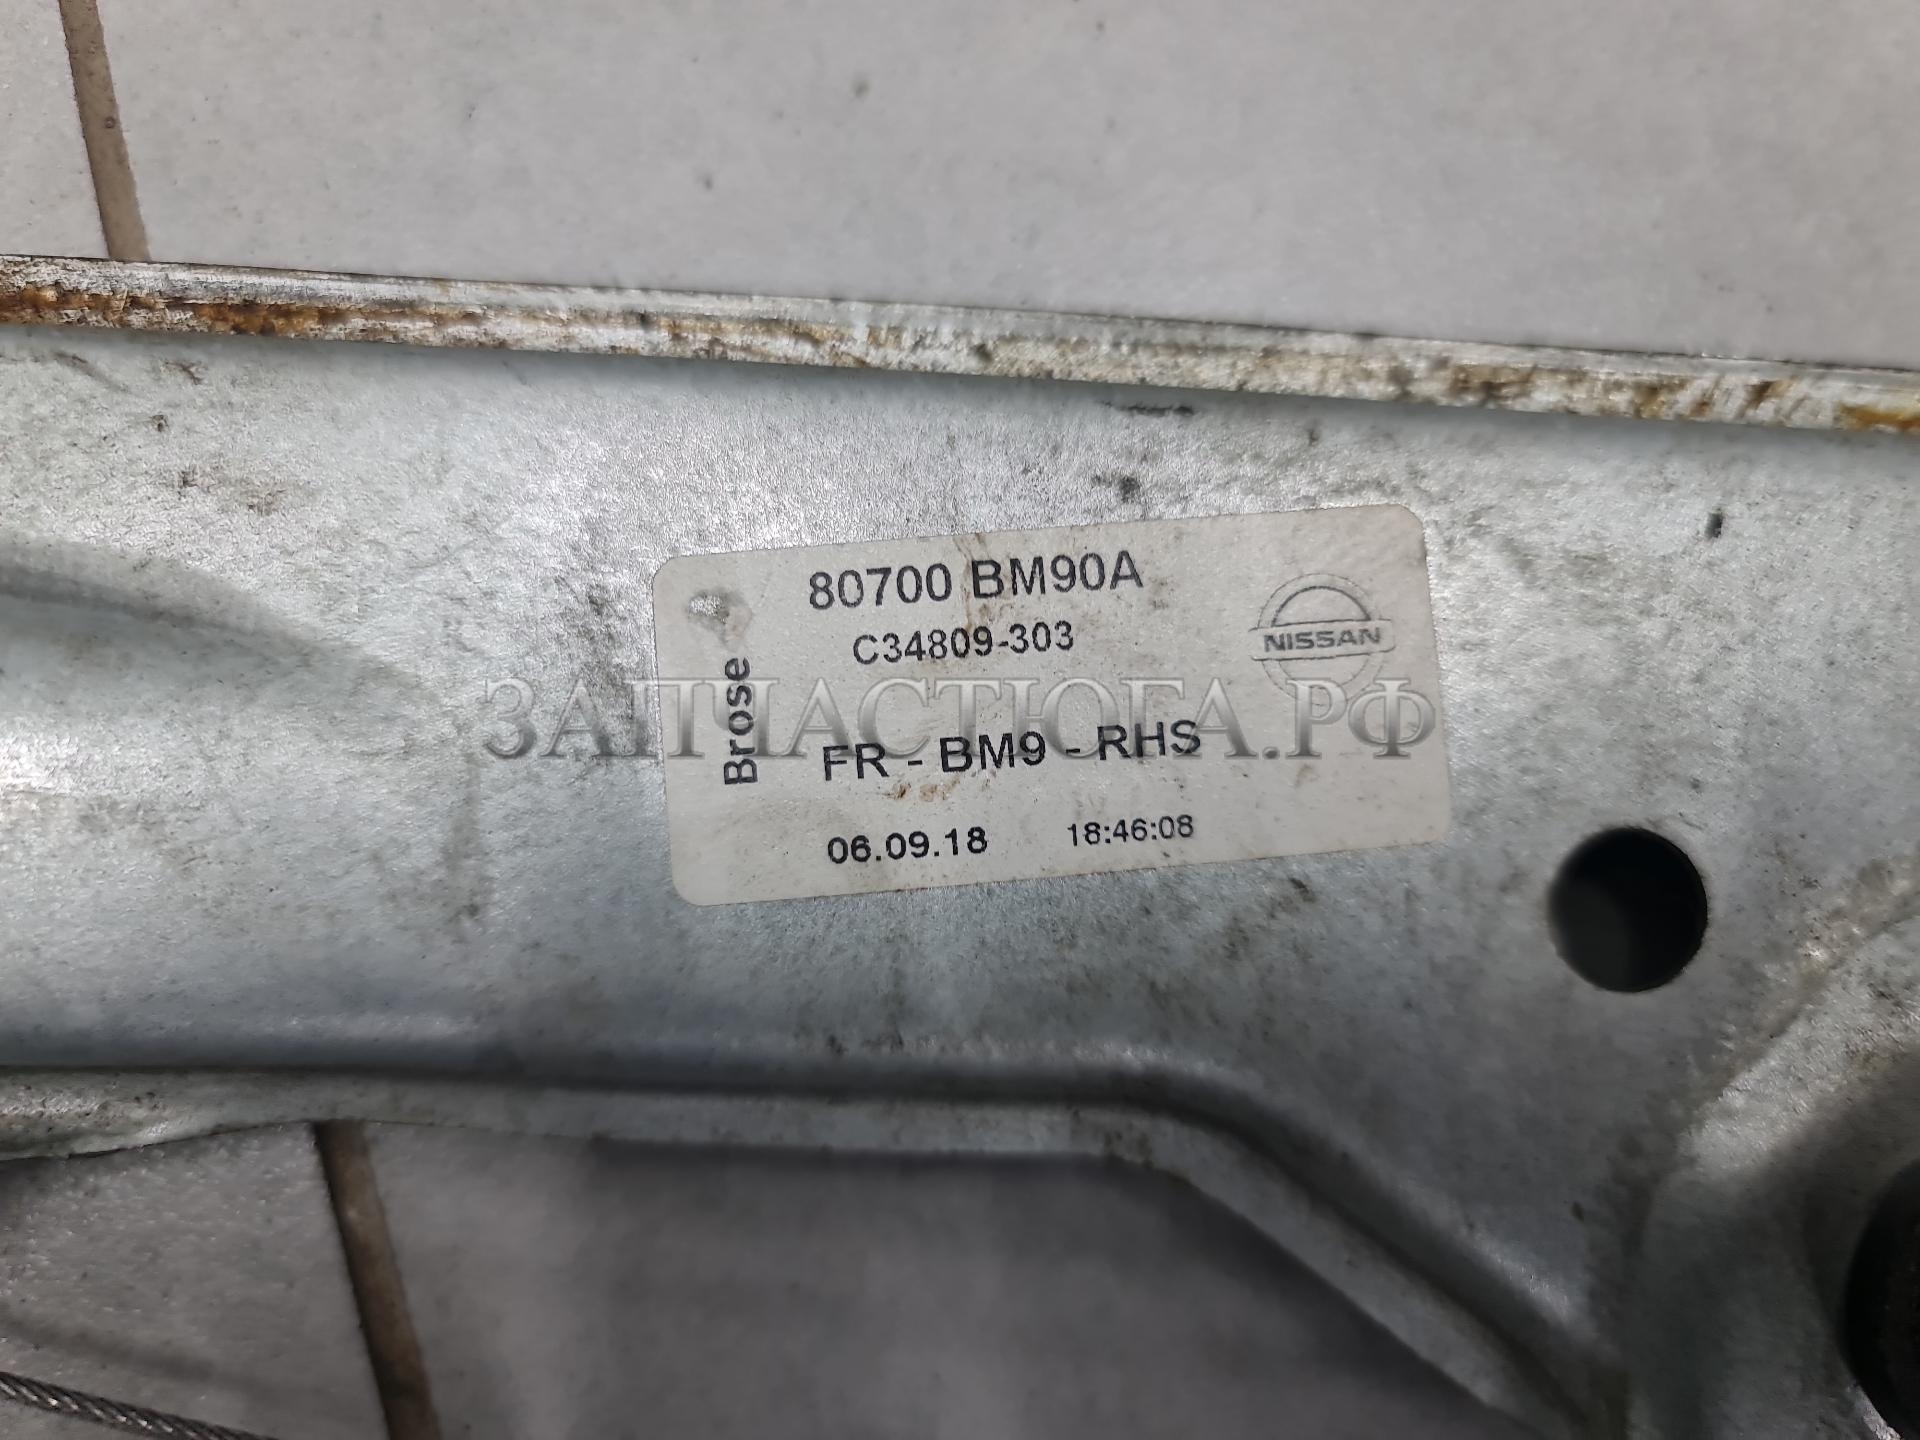 80700 BM90A
C34809-303
NISSAN
Brose
ЗАПЧАСТЮГА.РФ
FR - BM9 - RHS
06.09.18 18:46:08